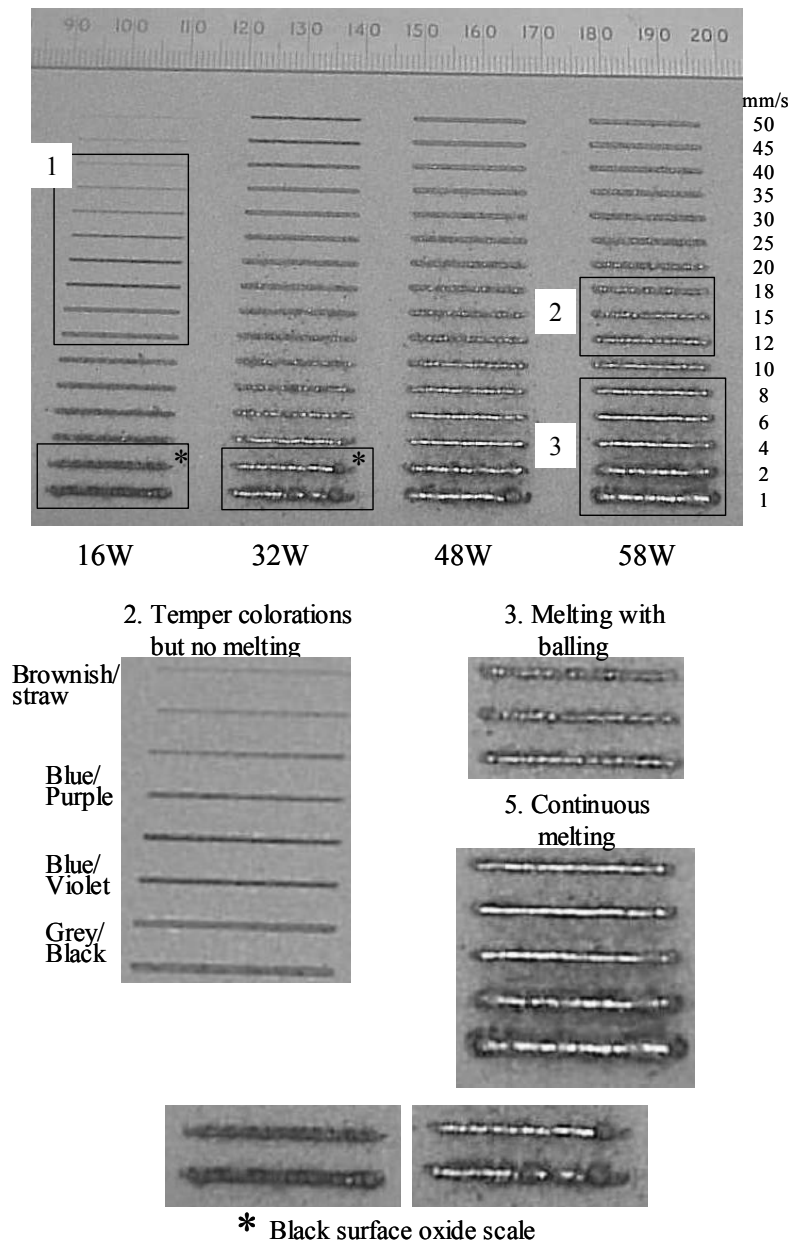 90 100 110 120 130 140 150 160 170 180 190 200
mm/s
50
45
1
40
35
30
25
20
18
2
15
12
10
8
6
3
4
*
*
2
1
16W
32W
48W
58W
2. Temper colorations
but no melting
3. Melting with
balling
Brownish/
straw
Blue/
Purple
5. Continuous
melting
Blue/
Violet
Grey/
Black
* Black surface oxide scale